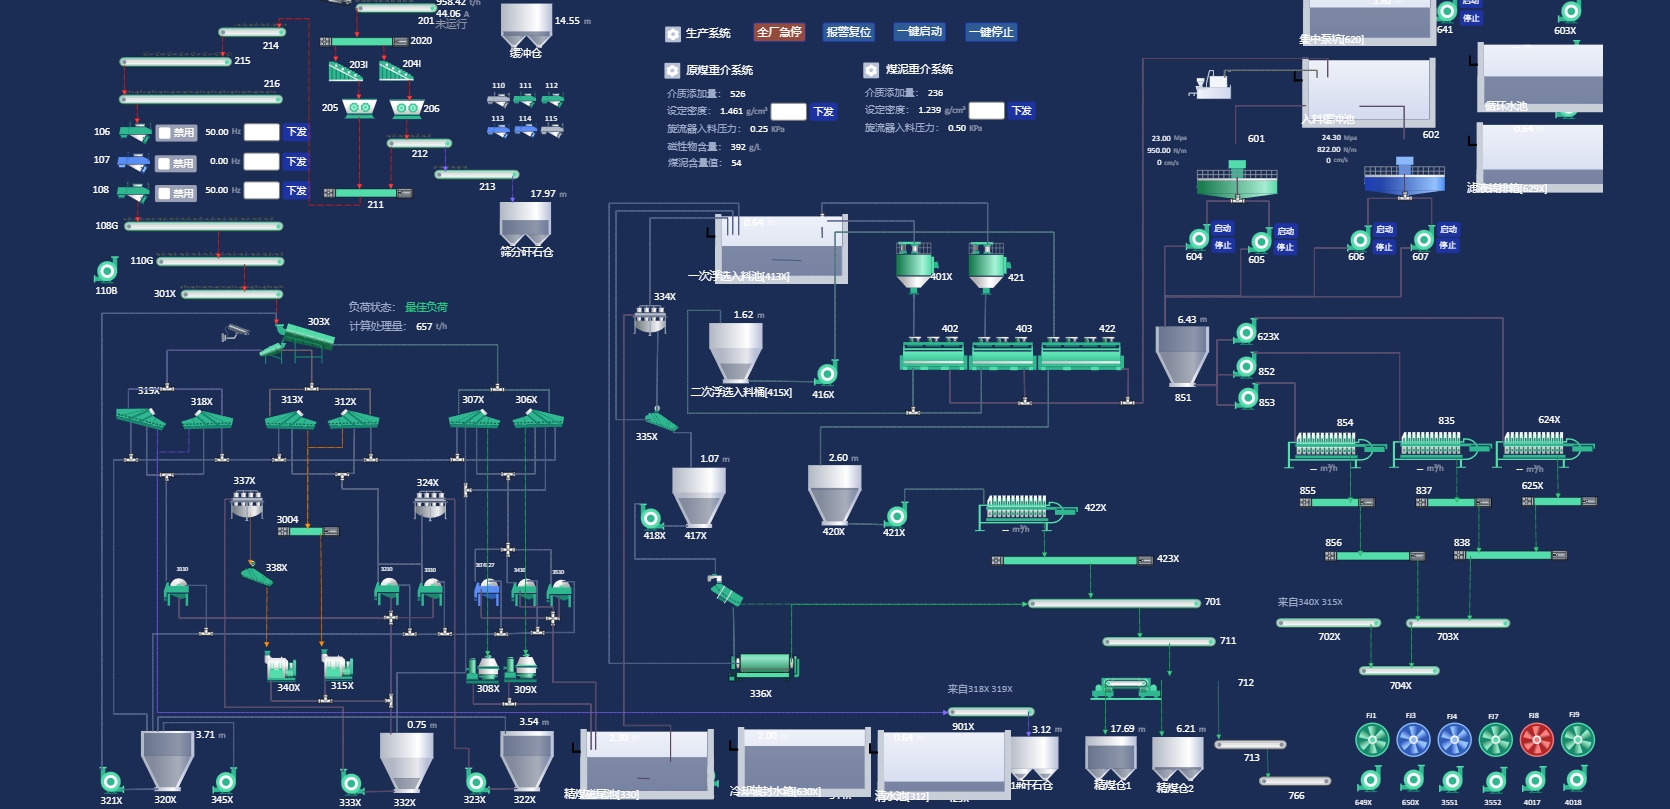 958.42 t/h
44.06 A
201 未运行
214
215
216
2020
203I
204I
205
206
212
213
211
17.97 m
筛分矸石仓
14.55 m
缓冲仓
110 111 112
113 114 115
106 禁用 50.00 Hz 下发
107 禁用 0.00 Hz 下发
108 禁用 50.00 Hz 下发
108G
110G
110B
301X
303X
负荷状态： 最佳负荷
计算处理量： 657 t/h
生产系统
全厂急停 报警复位 一键启动 一键停止
原煤重介系统
介质添加量： 526
设定密度： 1.461 g/cm³ 下发
旋流器入料压力： 0.25 KPa
磁性物含量： 392 g/L
煤泥含量值： 54
煤泥重介系统
介质添加量： 236
设定密度： 1.239 g/cm³ 下发
旋流器入料压力： 0.50 KPa
集中泵坑[620]
641 启动
停止
603X
循环水池
入料缓冲池
滤液转排箱[629X]
601
23.00 Mpa
950.00 N/m
0 cm/s
602
24.30 Mpa
822.00 N/m
0 cm/s
604 启动 停止
605 启动 停止
606 启动 停止
607 启动 停止
0.64 m
一次浮选入料池[413X]
401X
421
334X
1.62 m
二次浮选入料桶[415X]
416X
402
403
422
335X
6.43 m
851
623X
852
853
854
835
624X
— m³/h
— m³/h
— m³/h
855
837
625X
856
838
315X
318X
313X
312X
307X
306X
337X
324X
3004
338X
1.07 m
418X
417X
2.60 m
420X
421X
422X
— m³/h
423X
701
711
来自340X 315X
702X
703X
704X
340X
315X
308X
309X
336X
712
来自318X 319X
901X
713
766
3.71 m
321X
320X
345X
0.75 m
333X
332X
3.54 m
323X
322X
精煤磁尾池[330]
2.00
冷却轴封水箱[630X]
0.64
清水池[312]
3.12 m
1#矸石仓
17.69 m
精煤仓1
6.21 m
精煤仓2
FJ1 FJ3 FJ4 FJ7 FJ8 FJ9
649X 650X 3551 3552 4017 4018